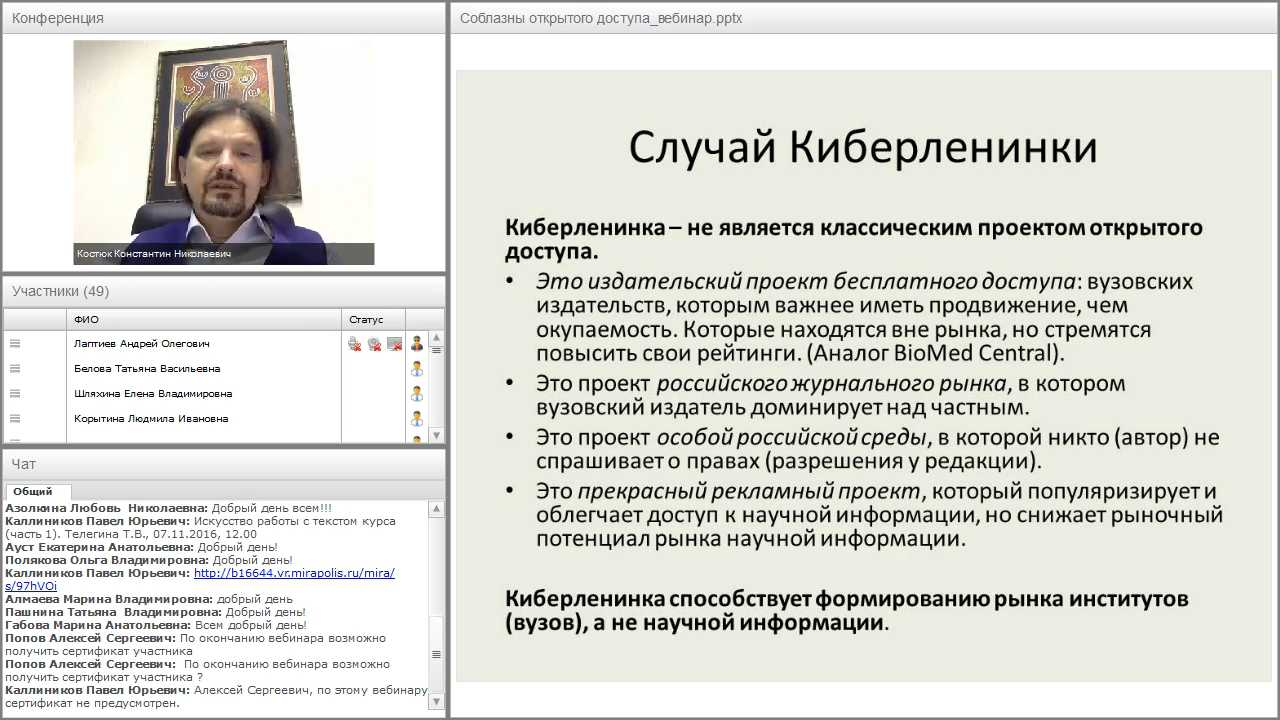 Конференция
Костюк Константин Николаевич
Участники (49)
ФИО
Статус
Лаптиев Андрей Олегович
Белова Татьяна Васильевна
Шляхина Елена Владимировна
Корытина Людмила Ивановна
Чат
Общий
Азолкина Любовь Николаевна: Добрый день всем!!!
Каллиников Павел Юрьевич: Искусство работы с текстом курса
(часть 1). Телегина Т.В., 07.11.2016, 12.00
Ауст Екатерина Анатольевна: Добрый день!
Полякова Ольга Владимировна: Добрый день!
Каллиников Павел Юрьевич: http://b16644.vr.mirapolis.ru/mira/
s/97hVOi
Алмаева Марина Владимировна: добрый день
Пашнина Татьяна Владимировна: Добрый день!
Габова Марина Анатольевна: Всем добрый день!
Попов Алексей Сергеевич: По окончанию вебинара возможно
получить сертификат участника
Попов Алексей Сергеевич: По окончанию вебинара возможно
получить сертификат участника ?
Каллиников Павел Юрьевич: Алексей Сергеевич, по этому вебинару
сертификат не предусмотрен.
Соблазны открытого доступа_вебинар.pptx
Случай Киберленинки
Киберленинка – не является классическим проектом открытого
доступа.
• Это издательский проект бесплатного доступа: вузовских
издательств, которым важнее иметь продвижение, чем
окупаемость. Которые находятся вне рынка, но стремятся
повысить свои рейтинги. (Аналог BioMed Central).
• Это проект российского журнального рынка, в котором
вузовский издатель доминирует над частным.
• Это проект особой российской среды, в которой никто (автор) не
спрашивает о правах (разрешения у редакции).
• Это прекрасный рекламный проект, который популяризирует и
облегчает доступ к научной информации, но снижает рыночный
потенциал рынка научной информации.
Киберленинка способствует формированию рынка институтов
(вузов), а не научной информации.